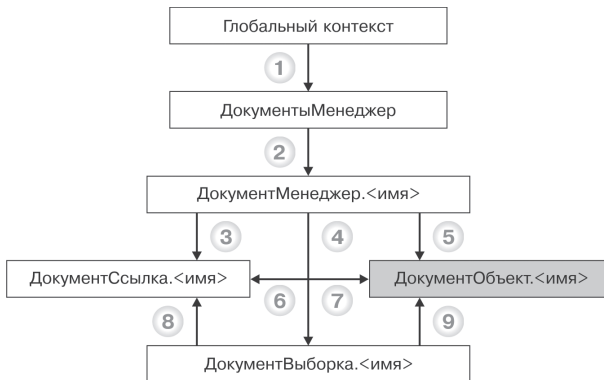 Глобальный контекст
1
ДокументыМенеджер
2
ДокументМенеджер.<имя>
3 4 5
ДокументСсылка.<имя> ДокументОбъект.<имя>
6 7
8 9
ДокументВыборка.<имя>